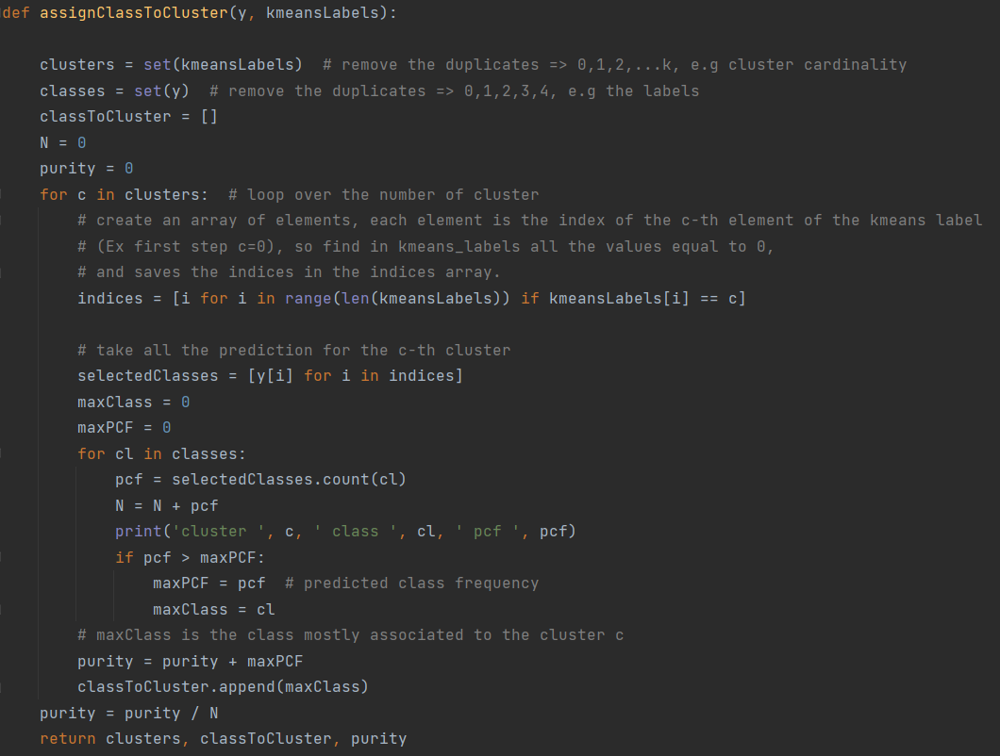 def assignClassToCluster(y, kmeansLabels):
    clusters = set(kmeansLabels)  # remove the duplicates => 0,1,2,...k, e.g cluster cardinality
    classes = set(y)  # remove the duplicates => 0,1,2,3,4, e.g the labels
    classToCluster = []
    N = 0
    purity = 0
    for c in clusters:  # loop over the number of cluster
        # create an array of elements, each element is the index of the c-th element of the kmeans label
        # (Ex first step c=0), so find in kmeans_labels all the values equal to 0,
        # and saves the indices in the indices array.
        indices = [i for i in range(len(kmeansLabels)) if kmeansLabels[i] == c]
        # take all the prediction for the c-th cluster
        selectedClasses = [y[i] for i in indices]
        maxClass = 0
        maxPCF = 0
        for cl in classes:
            pcf = selectedClasses.count(cl)
            N = N + pcf
            print('cluster ', c, ' class ', cl, ' pcf ', pcf)
            if pcf > maxPCF:
                maxPCF = pcf  # predicted class frequency
                maxClass = cl
        # maxClass is the class mostly associated to the cluster c
        purity = purity + maxPCF
        classToCluster.append(maxClass)
    purity = purity / N
    return clusters, classToCluster, purity